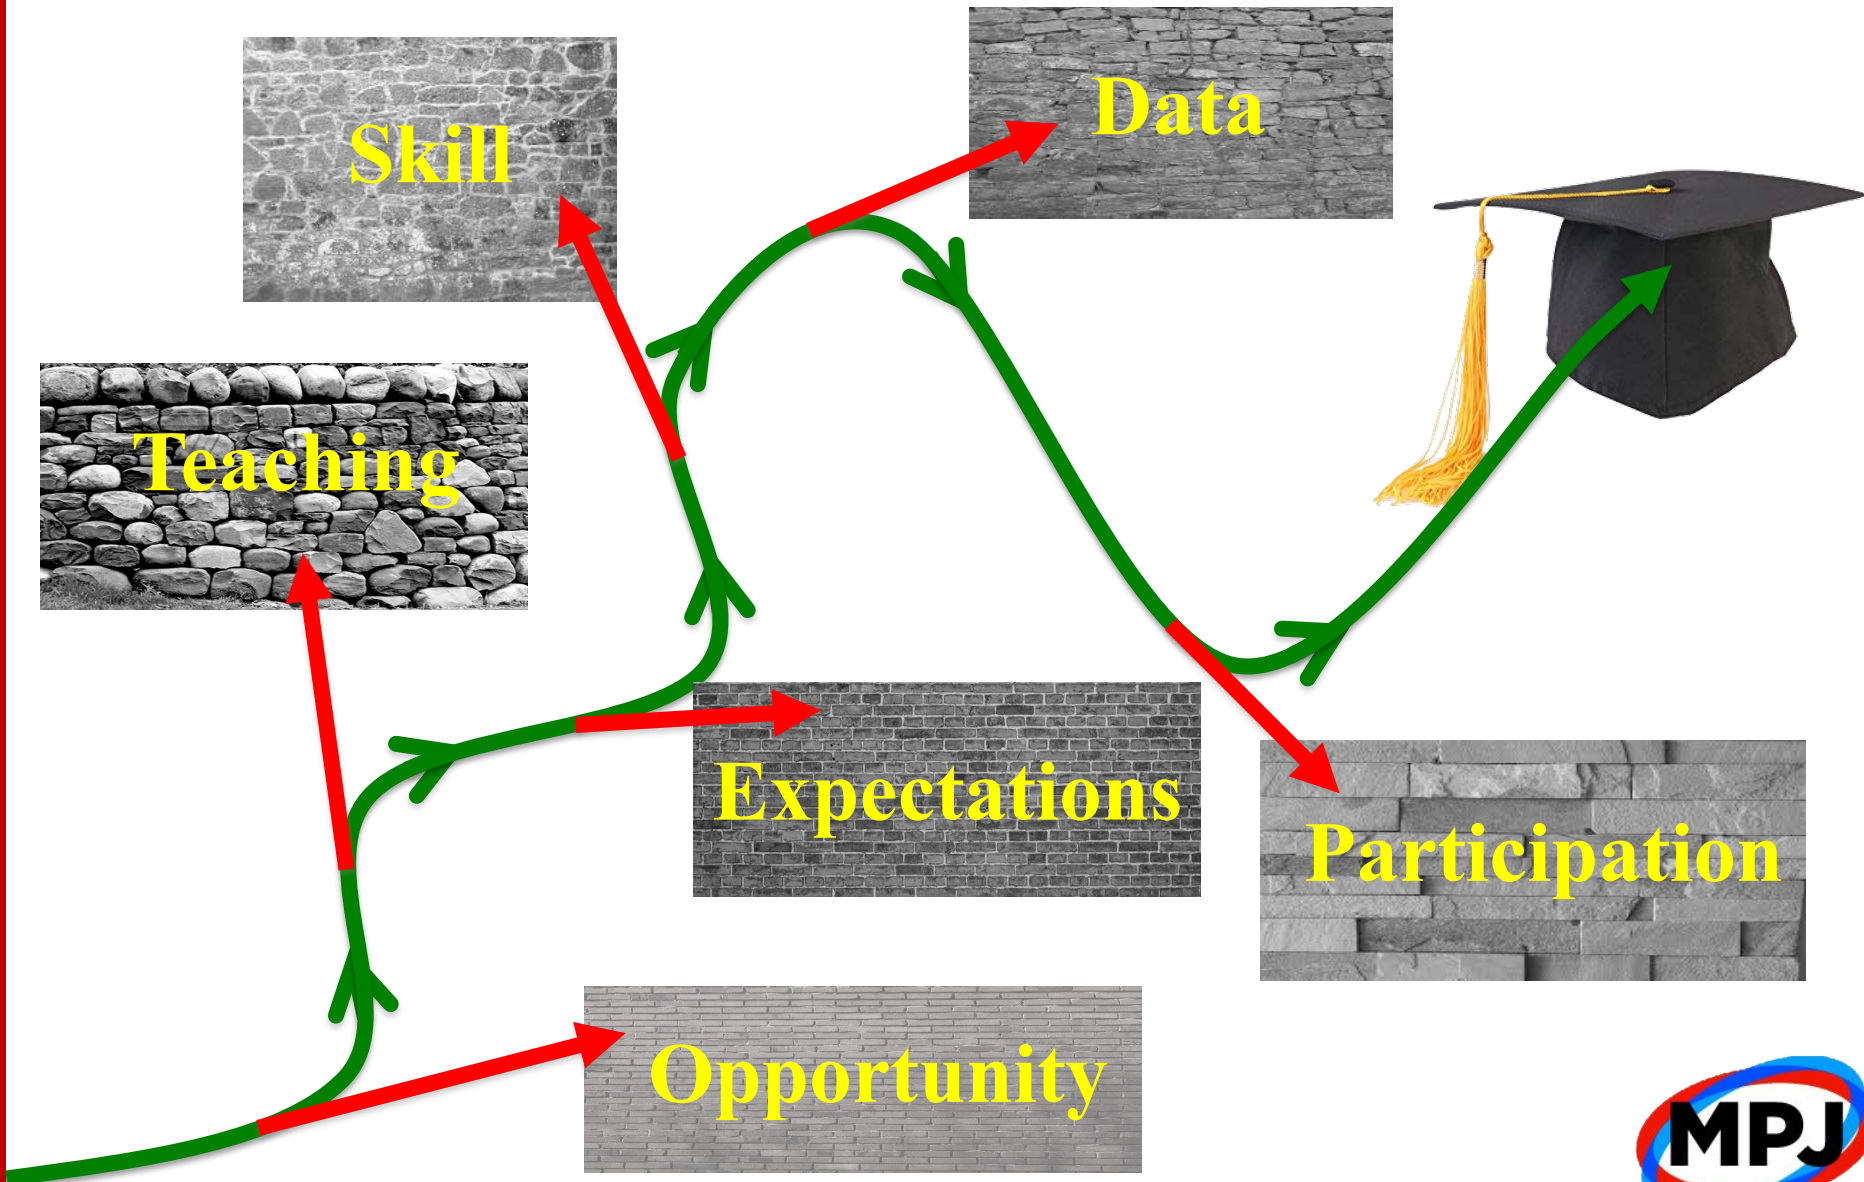 Data
Skill
Teaching
Expectations
Participation
Opportunity
MPJ